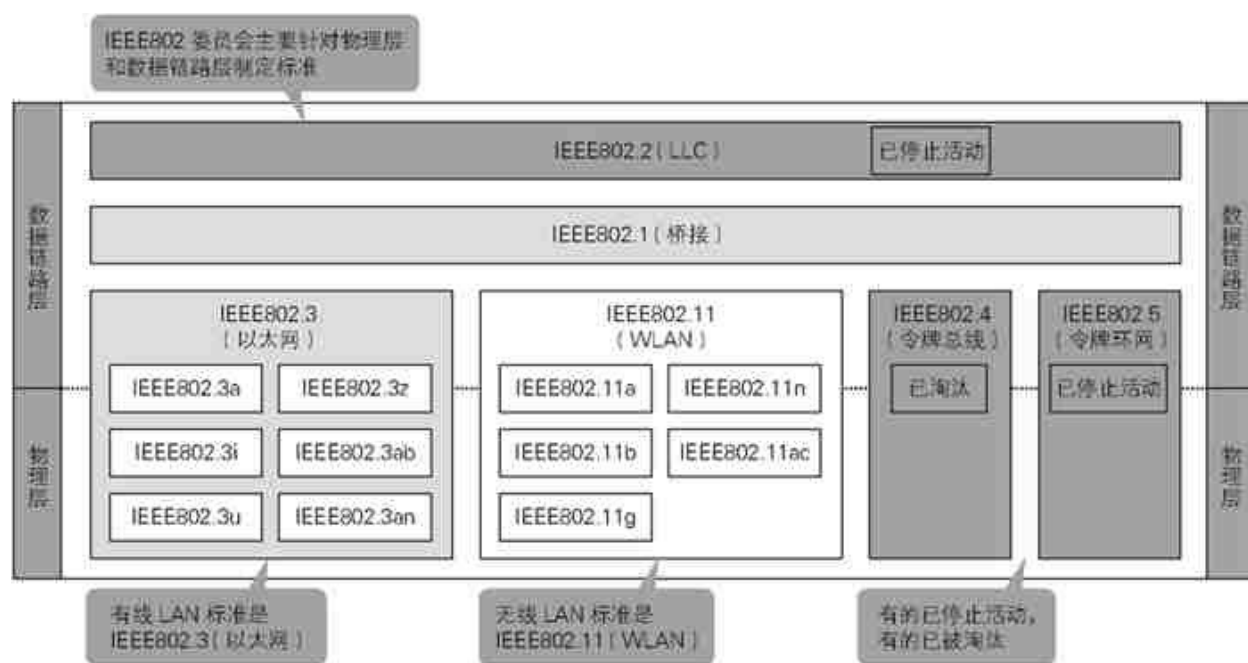 IEEE802 委员会主要针对物理层
和数据链路层制定标准
数据链路层
物理层
IEEE802.2（LLC）
已停止活动
IEEE802.1（桥接）
IEEE802.3
（以太网）
IEEE802.3a
IEEE802.3z
IEEE802.3i
IEEE802.3ab
IEEE802.3u
IEEE802.3an
IEEE802.11
（WLAN）
IEEE802.11a
IEEE802.11n
IEEE802.11b
IEEE802.11ac
IEEE802.11g
IEEE802.4
（令牌总线）
已淘汰
IEEE802.5
（令牌环网）
已停止活动
数据链路层
物理层
有线 LAN 标准是
IEEE802.3（以太网）
无线 LAN 标准是
IEEE802.11（WLAN）
有的已停止活动，
有的已被淘汰